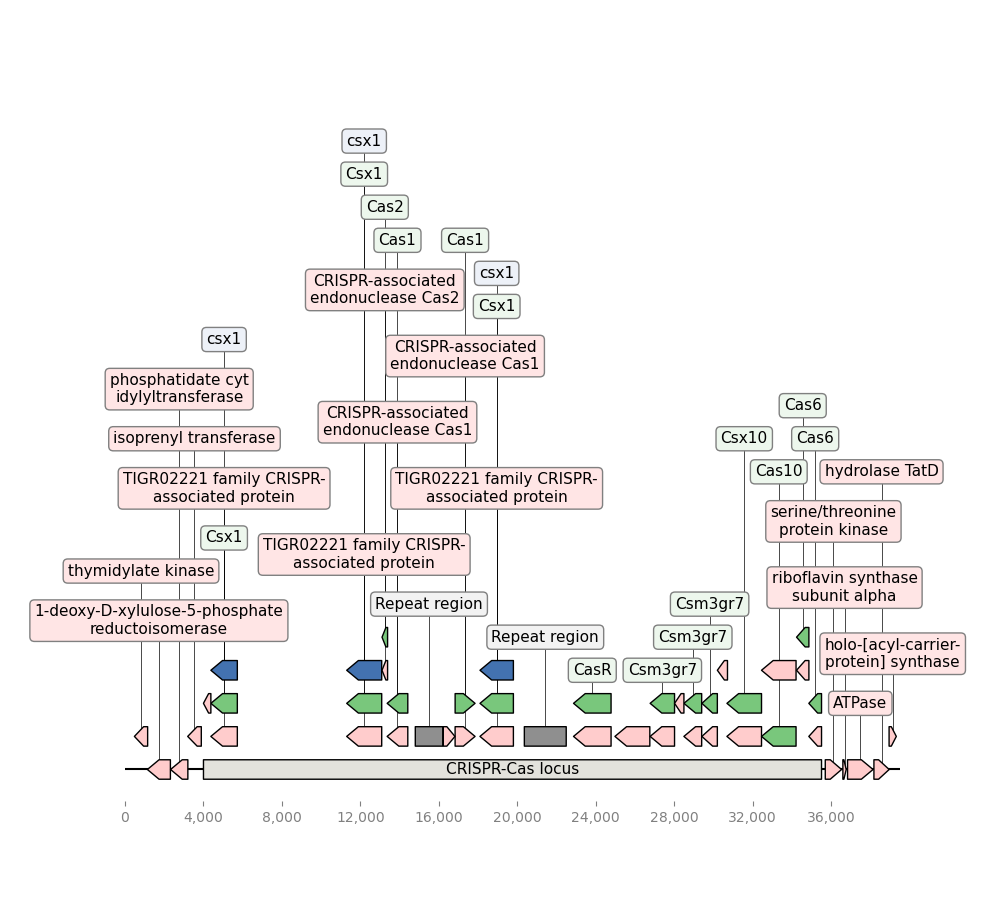 csx1
Csx1
Cas2
Cas1
Cas1
csx1
CRISPR-associated
endonuclease Cas2
Csx1
csx1
CRISPR-associated
endonuclease Cas1
phosphatidate cyt
idylyltransferase
Cas6
CRISPR-associated
endonuclease Cas1
isoprenyl transferase
Csx10
Cas6
TIGR02221 family CRISPR-
associated protein
TIGR02221 family CRISPR-
associated protein
Cas10
hydrolase TatD
serine/threonine
protein kinase
Csx1
TIGR02221 family CRISPR-
associated protein
thymidylate kinase
riboflavin synthase
subunit alpha
Repeat region
Csm3gr7
1-deoxy-D-xylulose-5-phosphate
reductoisomerase
Repeat region
Csm3gr7
holo-[acyl-carrier-
protein] synthase
CasR
Csm3gr7
ATPase
CRISPR-Cas locus
0
4,000
8,000
12,000
16,000
20,000
24,000
28,000
32,000
36,000